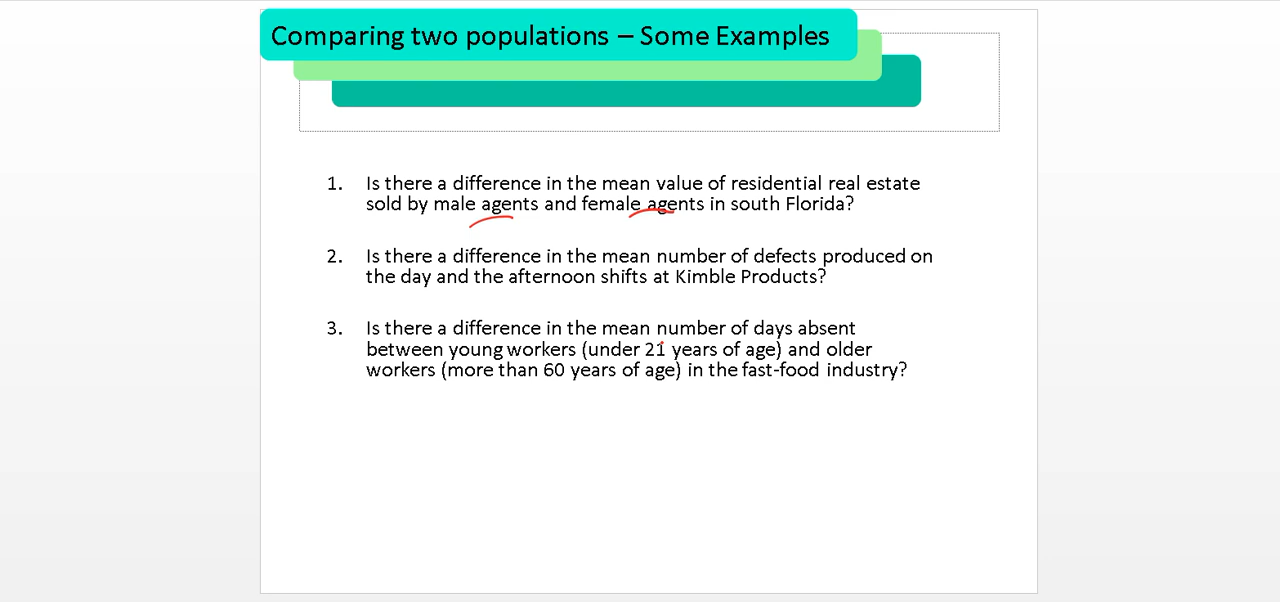 Comparing two populations – Some Examples
1. Is there a difference in the mean value of residential real estate
sold by male agents and female agents in south Florida?
2. Is there a difference in the mean number of defects produced on
the day and the afternoon shifts at Kimble Products?
3. Is there a difference in the mean number of days absent
between young workers (under 21 years of age) and older
workers (more than 60 years of age) in the fast-food industry?